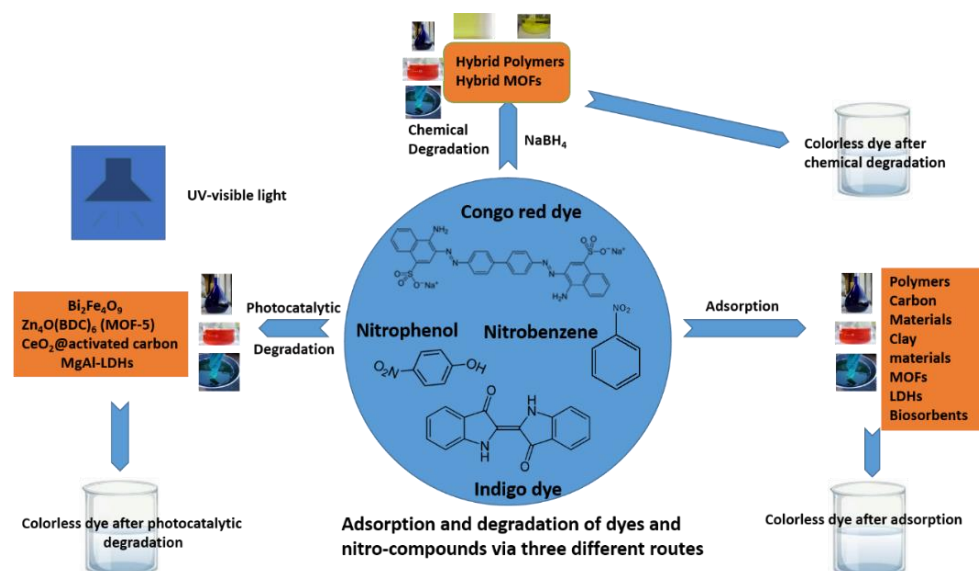 Hybrid Polymers
Hybrid MOFs
Chemical
Degradation
NaBH₄
Colorless dye after
chemical degradation
UV-visible light
Congo red dye
NH₂
O
S
O
O⁻Na⁺
N
N
N
N
O
S
O
O⁻Na⁺
NH₂
Photocatalytic
Degradation
Bi₂Fe₄O₉
Zn₄O(BDC)₆ (MOF-5)
CeO₂@activated carbon
MgAl-LDHs
Nitrophenol
O₂N
OH
Nitrobenzene
NO₂
Adsorption
Polymers
Carbon
Materials
Clay
materials
MOFs
LDHs
Biosorbents
O
H
N
N
H
O
Indigo dye
Colorless dye after photocatalytic
degradation
Adsorption and degradation of dyes and
nitro-compounds via three different routes
Colorless dye after adsorption